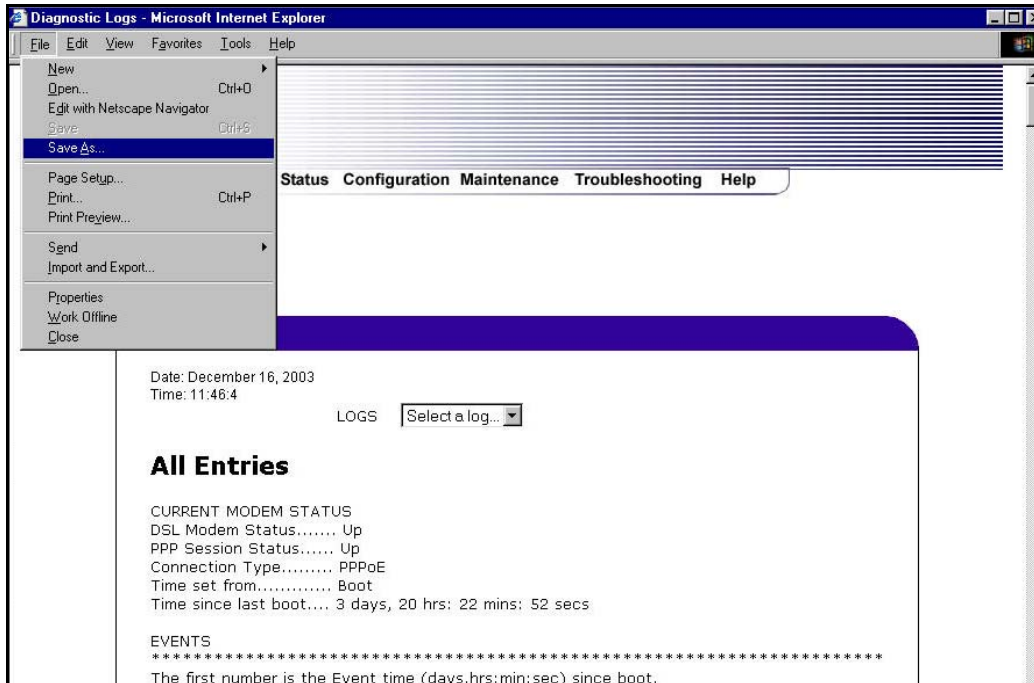 Diagnostic Logs - Microsoft Internet Explorer
File Edit View Favorites Tools Help
New
Open... Ctrl+O
Edit with Netscape Navigator
Save Ctrl+S
Save As...
Page Setup...
Print... Ctrl+P
Print Preview...
Send
Import and Export...
Properties
Work Offline
Close
Status Configuration Maintenance Troubleshooting Help
Date: December 16, 2003
Time: 11:46:4
LOGS Select a log...
All Entries
CURRENT MODEM STATUS
DSL Modem Status....... Up
PPP Session Status...... Up
Connection Type......... PPPoE
Time set from............. Boot
Time since last boot.... 3 days, 20 hrs: 22 mins: 52 secs
EVENTS
**********************************************************************
The first number is the Event time (days,hrs:min:sec) since boot.